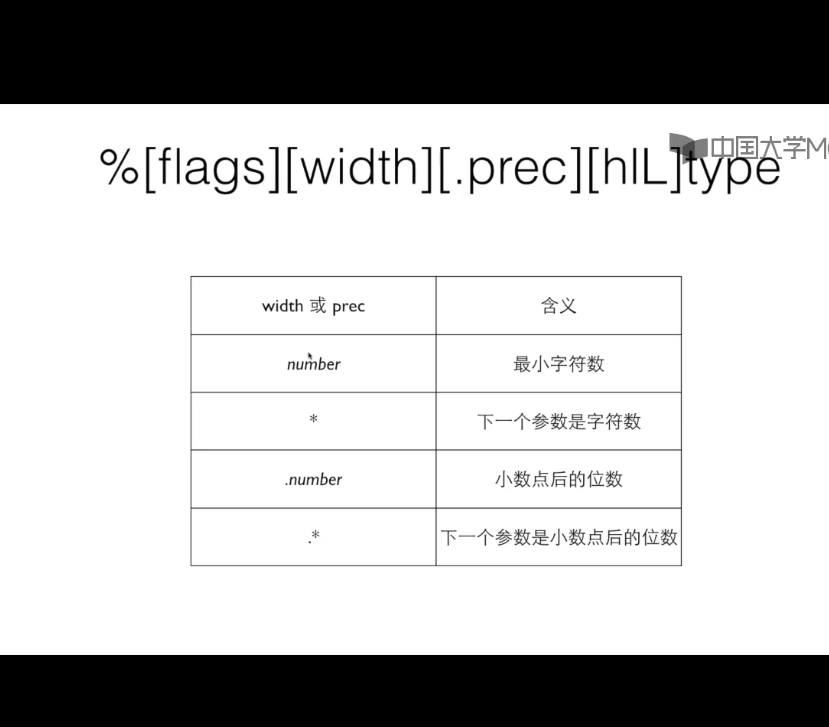 中国大学M
%[flags][width][.prec][hlL]type
width 或 prec 含义
number 最小字符数
* 下一个参数是字符数
.number 小数点后的位数
.* 下一个参数是小数点后的位数